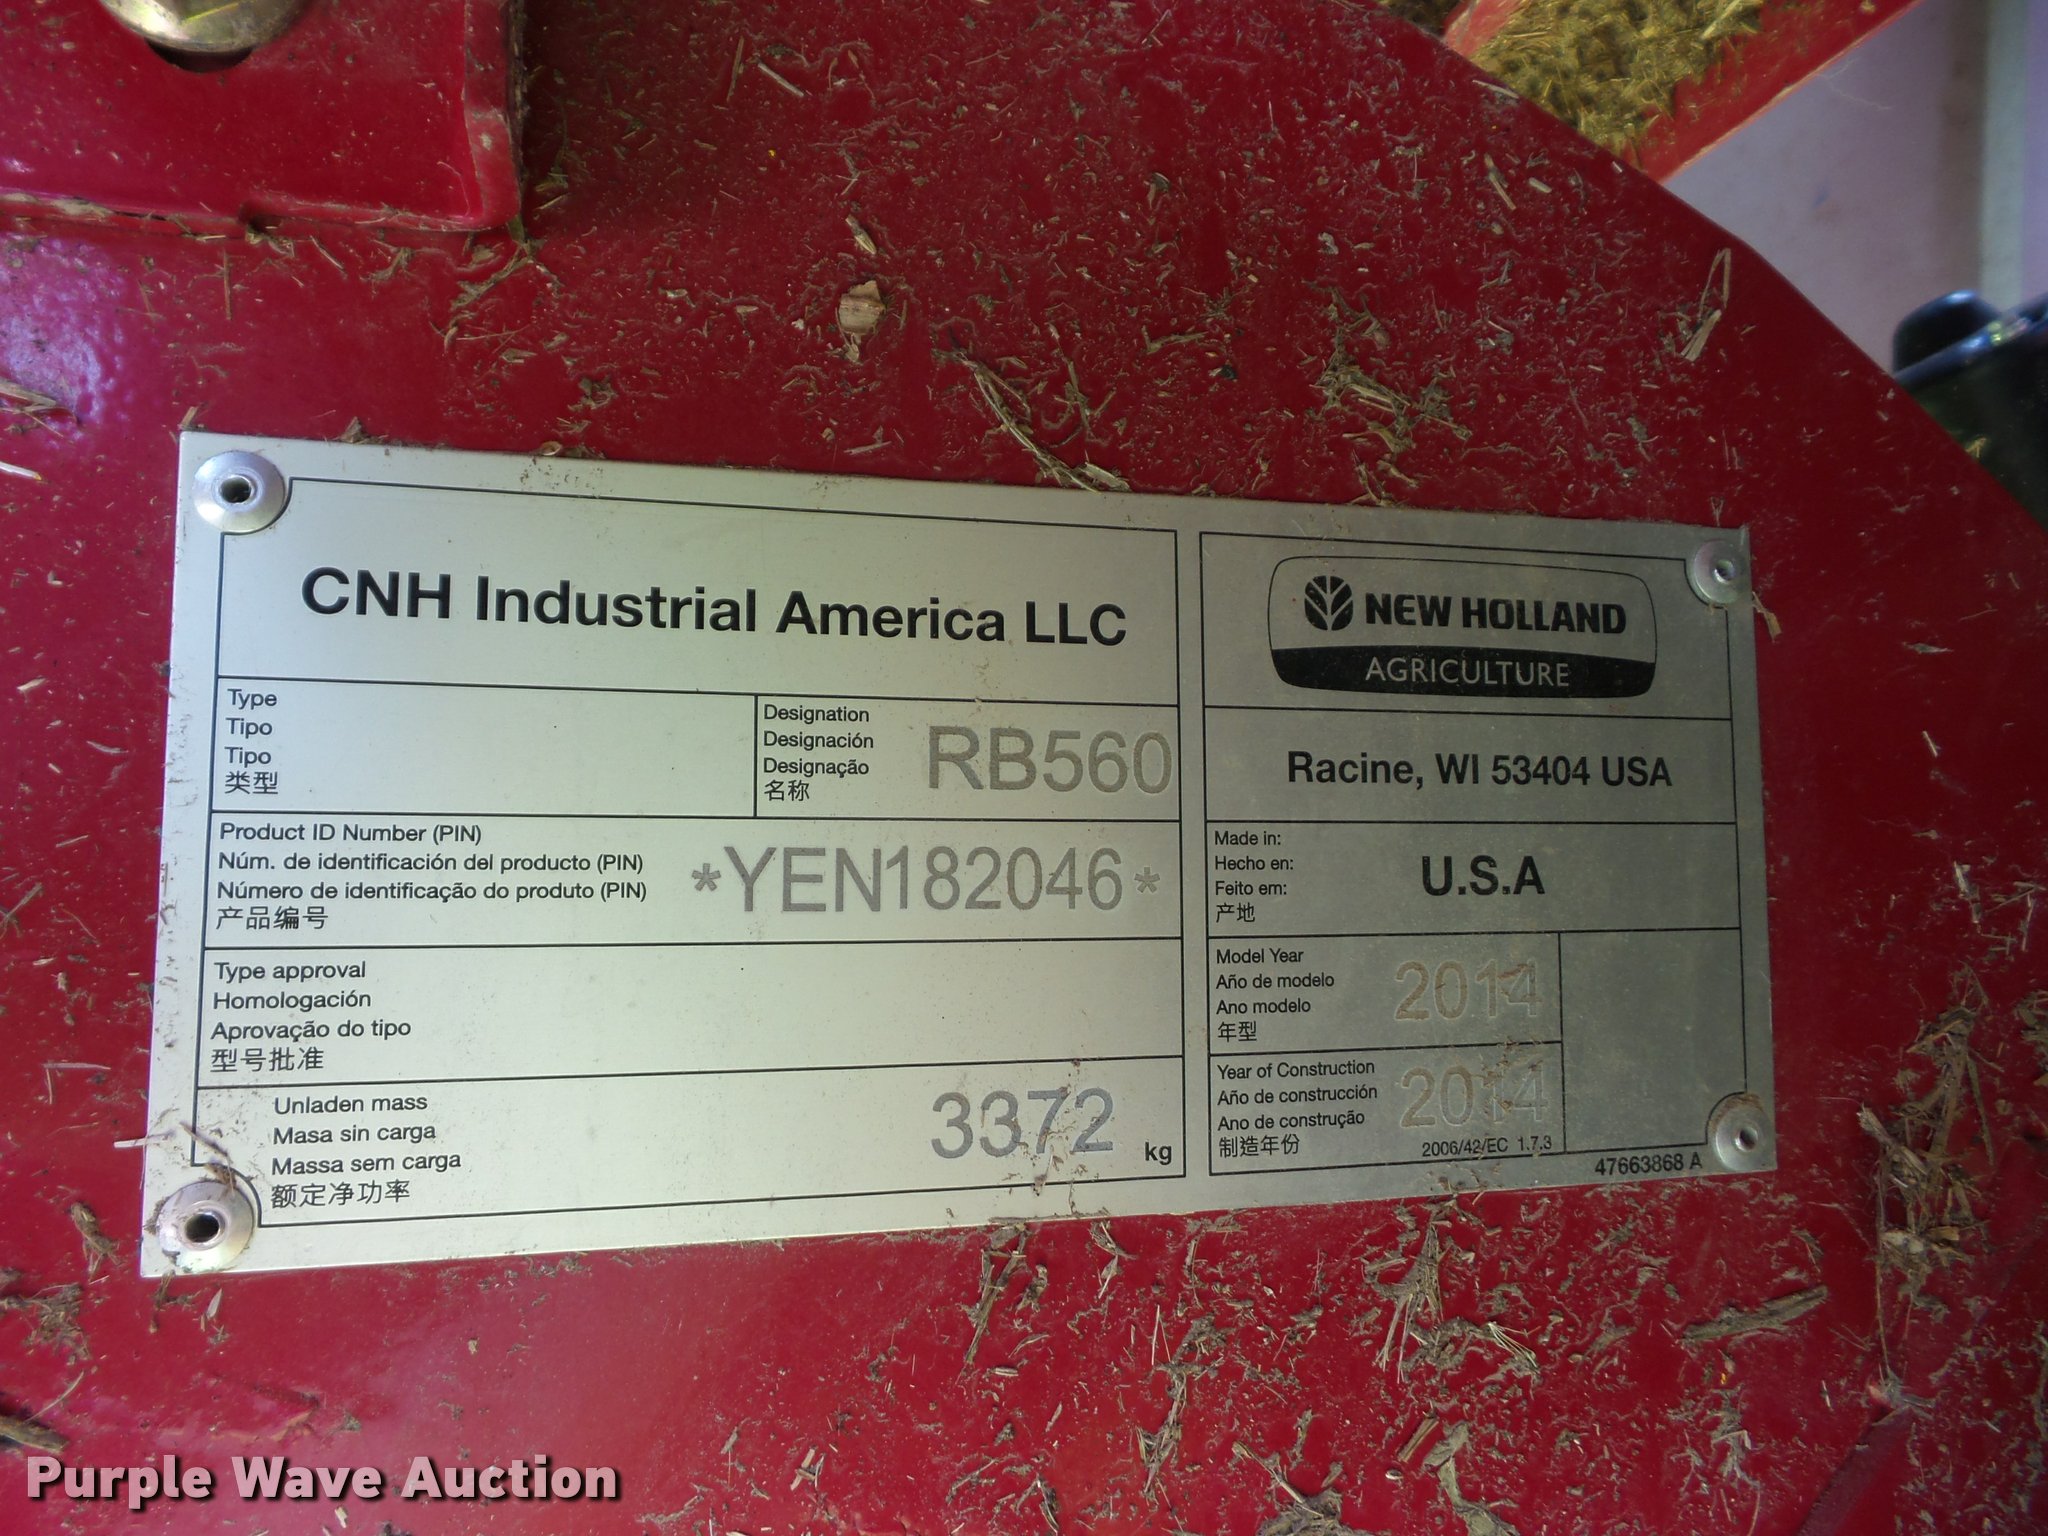 CNH Industrial America LLC
Type
Tipo
Tipo
类型
Designation
Designación
Designação
名称
RB560
Product ID Number (PIN)
Núm. de identificación del producto (PIN)
Número de identificação do produto (PIN)
产品编号
*YEN182046*
Type approval
Homologación
Aprovação do tipo
型号批准
Unladen mass
Masa sin carga
Massa sem carga
额定净功率
3372 kg
NEW HOLLAND
AGRICULTURE
Racine, WI 53404 USA
Made in:
Hecho en:
Feito em:
产地
U.S.A
Model Year
Año de modelo
Ano modelo
年型
2014
Year of Construction
Año de construcción
Ano de construção
制造年份
2014
2006/42/EC 1.7.3
47663868 A
Purple Wave Auction